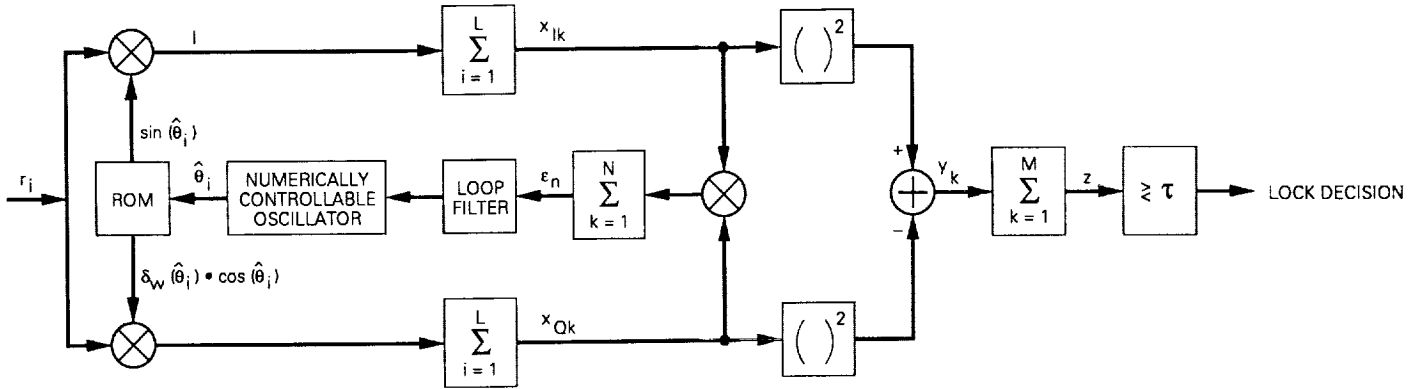 r_i
I
sin (θ̂_i)
ROM
δ_W (θ̂_i) • cos (θ̂_i)
θ̂_i
NUMERICALLY
CONTROLLABLE
OSCILLATOR
LOOP
FILTER
ε_n
L
Σ
i = 1
x_Ik
N
Σ
k = 1
L
Σ
i = 1
x_Qk
( )²
( )²
+
−
y_k
M
Σ
k = 1
z
≥ τ
LOCK DECISION